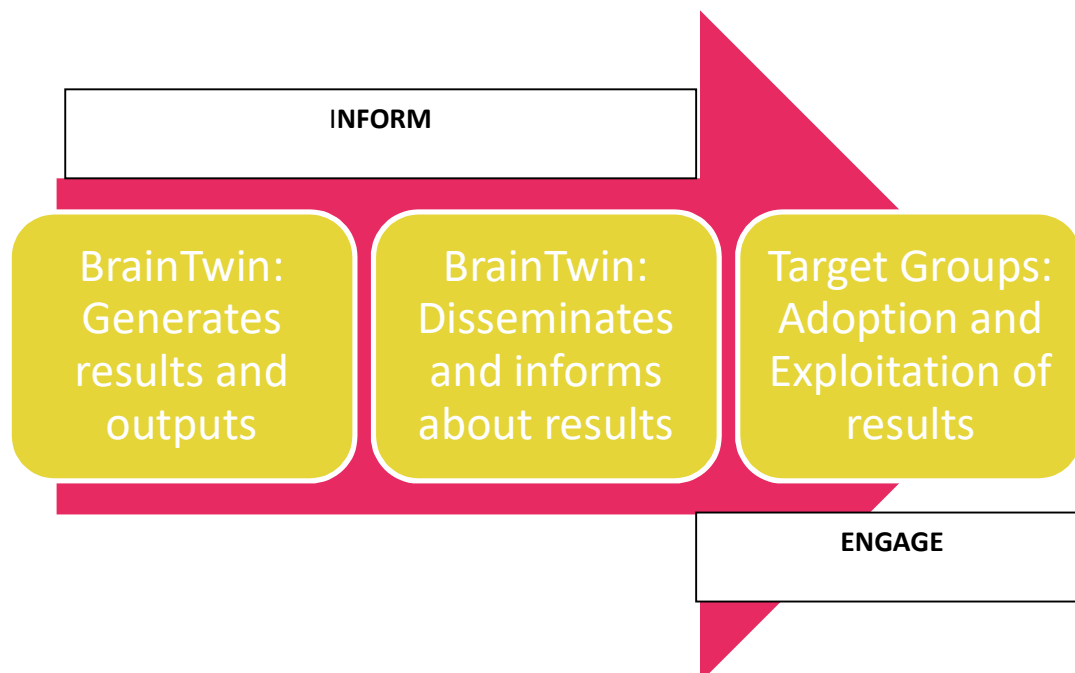 INFORM
BrainTwin:
Generates
results and
outputs
BrainTwin:
Disseminates
and informs
about results
Target Groups:
Adoption and
Exploitation of
results
ENGAGE